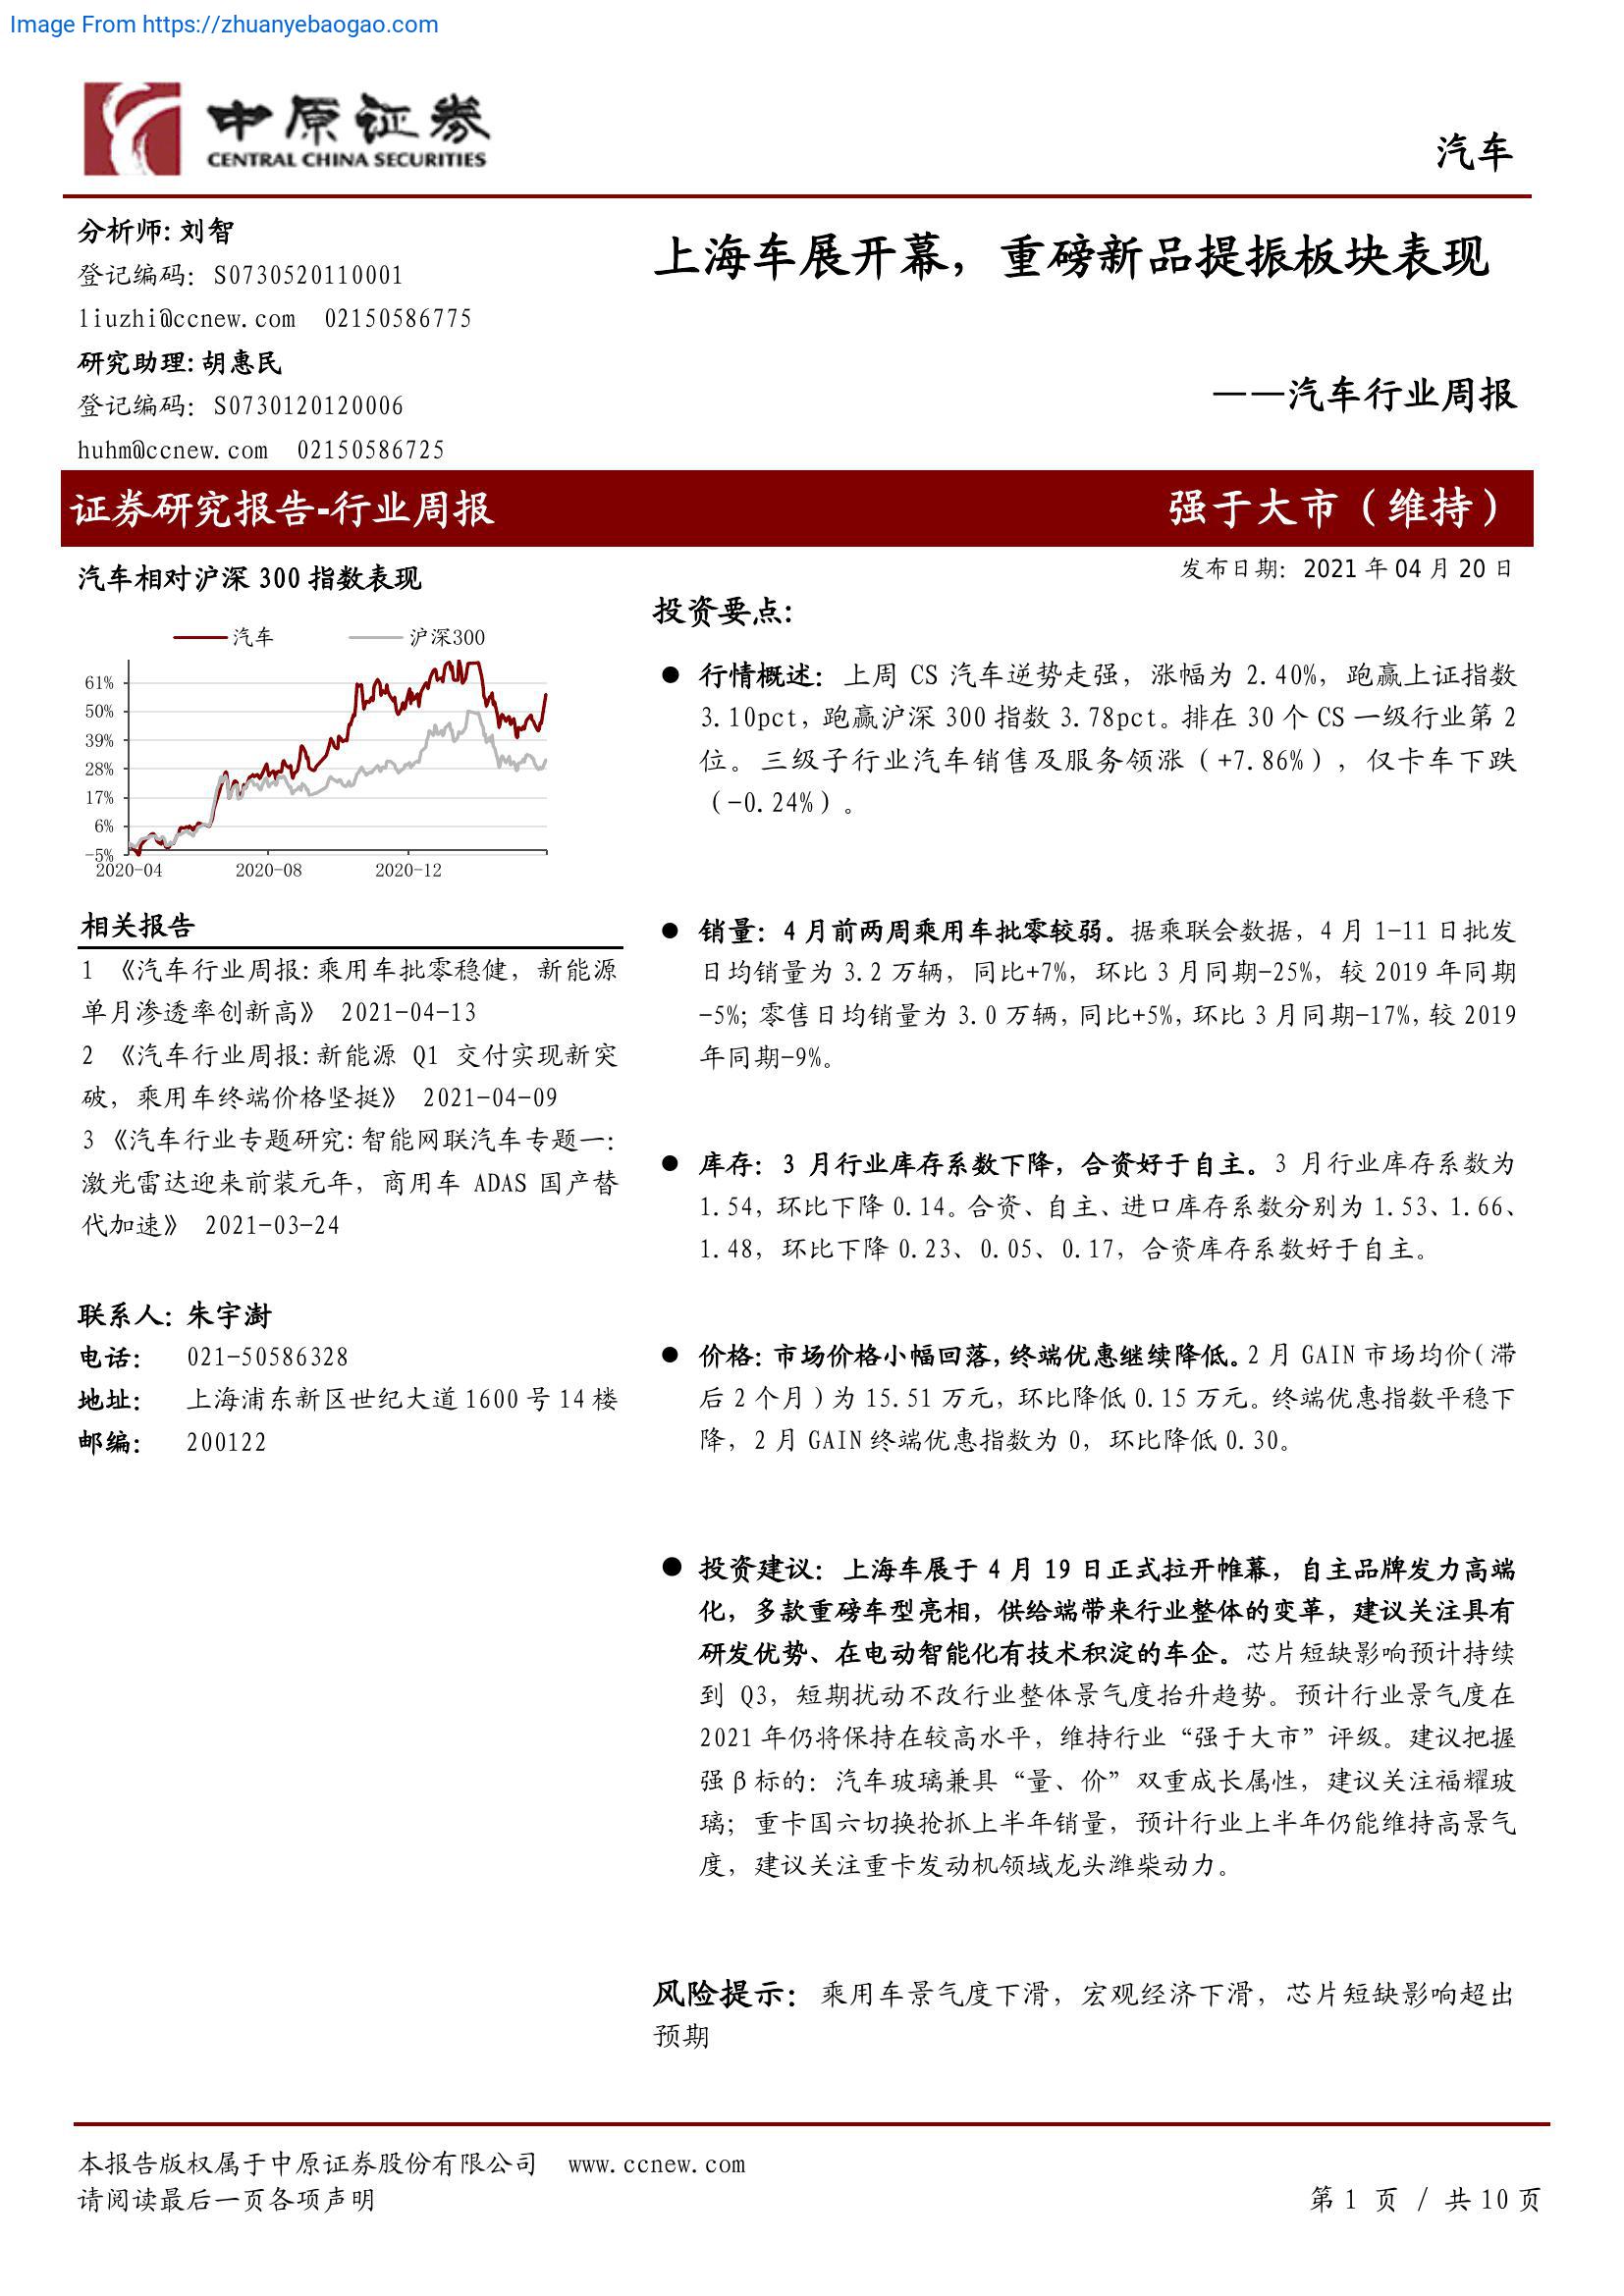 Image From https://zhuanyebaogao.com
中原证券
CENTRAL CHINA SECURITIES
汽车
分析师:刘智
登记编码：S0730520110001
liuzhi@ccnew.com 02150586775
研究助理:胡惠民
登记编码：S0730120120006
huhm@ccnew.com 02150586725
上海车展开幕，重磅新品提振板块表现
——汽车行业周报
证券研究报告-行业周报
强于大市（维持）
汽车相对沪深 300 指数表现
汽车
沪深300
61%
50%
39%
28%
17%
6%
-5%
2020-04
2020-08
2020-12
相关报告
1 《汽车行业周报:乘用车批零稳健，新能源
单月渗透率创新高》 2021-04-13
2 《汽车行业周报:新能源 Q1 交付实现新突
破，乘用车终端价格坚挺》 2021-04-09
3 《汽车行业专题研究:智能网联汽车专题一:
激光雷达迎来前装元年，商用车 ADAS 国产替
代加速》 2021-03-24
联系人：朱宇澍
电话： 021-50586328
地址： 上海浦东新区世纪大道1600 号14 楼
邮编： 200122
发布日期：2021 年 04 月 20 日
投资要点:
● 行情概述：上周 CS 汽车逆势走强，涨幅为 2.40%，跑赢上证指数
3.10pct，跑赢沪深 300 指数 3.78pct。排在 30 个 CS 一级行业第 2
位。三级子行业汽车销售及服务领涨（+7.86%），仅卡车下跌
（-0.24%）。
● 销量：4 月前两周乘用车批零较弱。据乘联会数据，4 月 1-11 日批发
日均销量为 3.2 万辆，同比+7%，环比 3 月同期-25%，较 2019 年同期
-5%；零售日均销量为 3.0 万辆,同比+5%,环比 3 月同期-17%,较 2019
年同期-9%。
● 库存：3 月行业库存系数下降，合资好于自主。3 月行业库存系数为
1.54，环比下降 0.14。合资、自主、进口库存系数分别为 1.53、1.66、
1.48，环比下降 0.23、0.05、0.17，合资库存系数好于自主。
● 价格：市场价格小幅回落,终端优惠继续降低。2 月 GAIN 市场均价(滞
后 2 个月)为 15.51 万元，环比降低 0.15 万元。终端优惠指数平稳下
降，2 月 GAIN 终端优惠指数为 0，环比降低 0.30。
● 投资建议：上海车展于 4 月 19 日正式拉开帷幕，自主品牌发力高端
化，多款重磅车型亮相，供给端带来行业整体的变革，建议关注具有
研发优势、在电动智能化有技术积淀的车企。芯片短缺影响预计持续
到 Q3，短期扰动不改行业整体景气度抬升趋势。预计行业景气度在
2021 年仍将保持在较高水平，维持行业“强于大市”评级。建议把握
强 β 标的：汽车玻璃兼具“量、价”双重成长属性，建议关注福耀玻
璃；重卡国六切换抢抓上半年销量，预计行业上半年仍能维持高景气
度，建议关注重卡发动机领域龙头潍柴动力。
风险提示：乘用车景气度下滑，宏观经济下滑，芯片短缺影响超出
预期
本报告版权属于中原证券股份有限公司 www.ccnew.com
请阅读最后一页各项声明
第 1 页 / 共 10 页